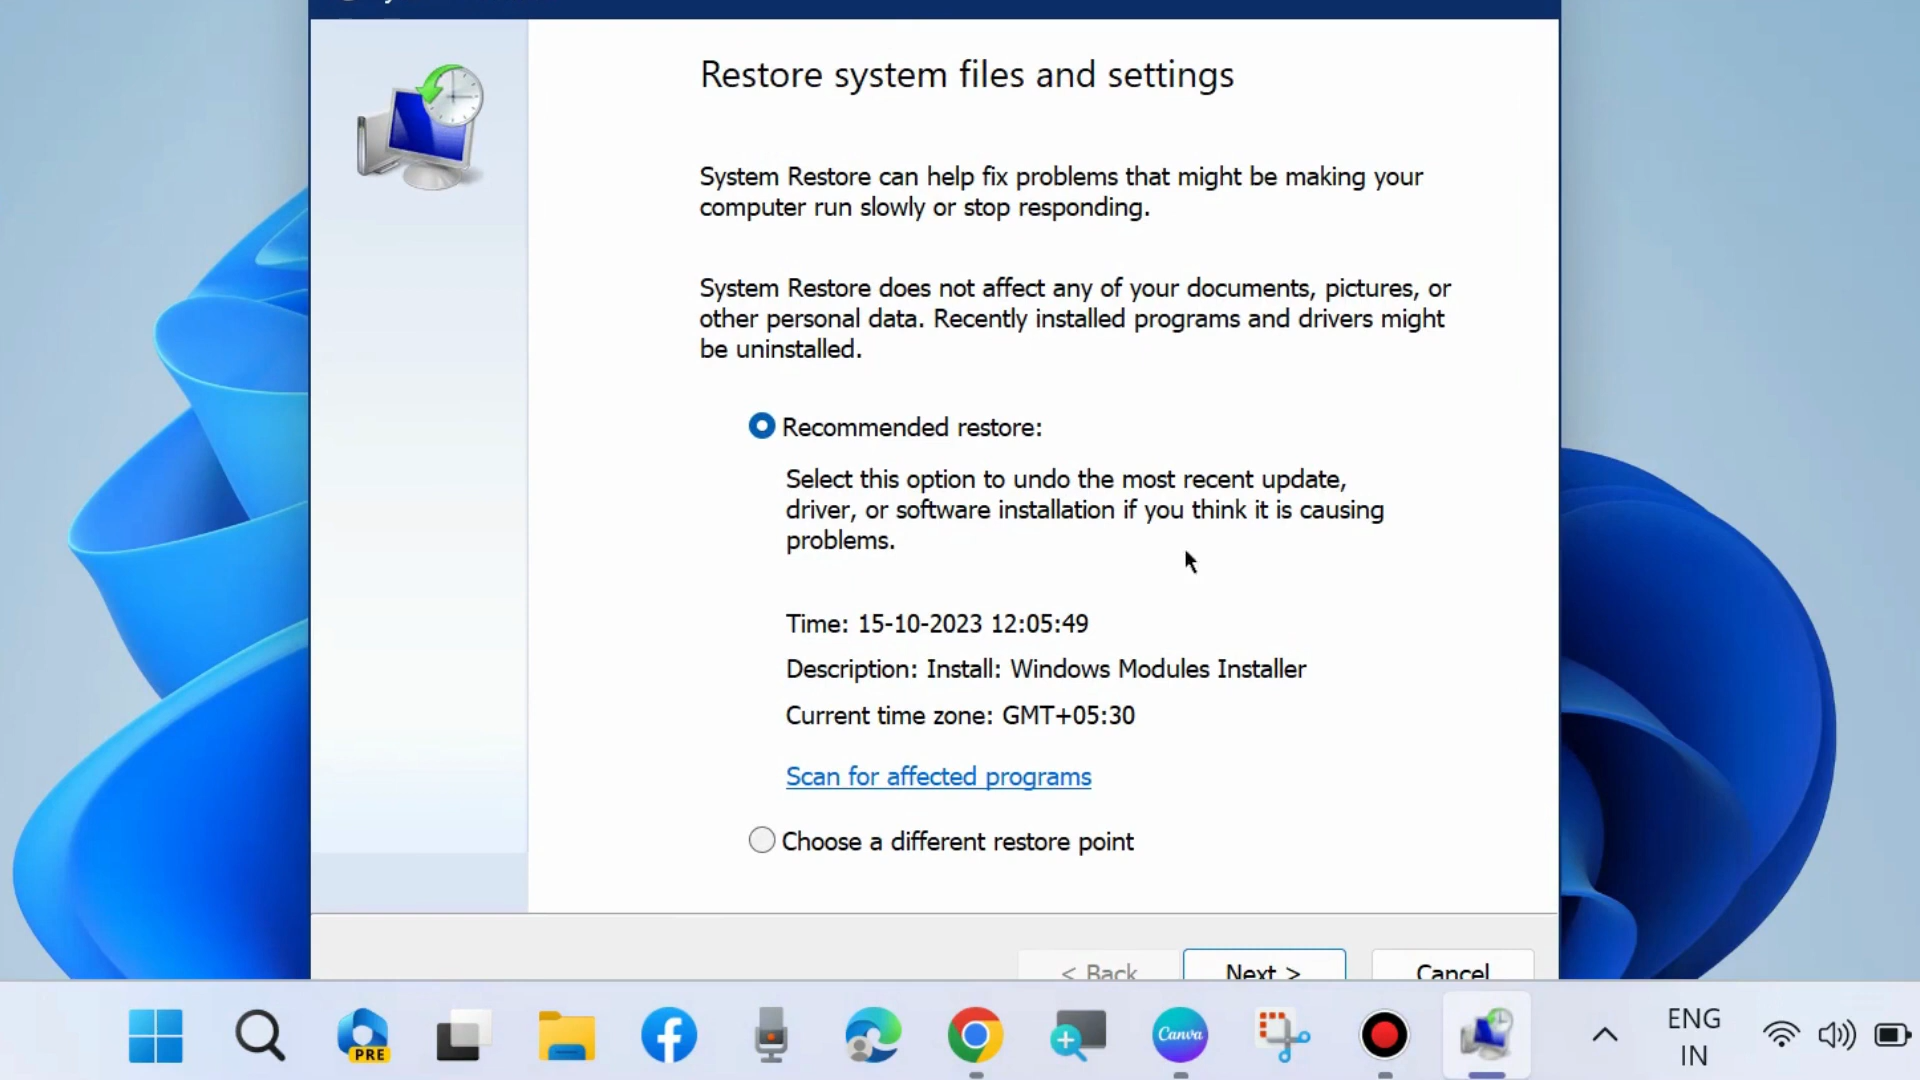 Restore system files and settings
System Restore can help fix problems that might be making your
computer run slowly or stop responding.
System Restore does not affect any of your documents, pictures, or
other personal data. Recently installed programs and drivers might
be uninstalled.
Recommended restore:
Select this option to undo the most recent update,
driver, or software installation if you think it is causing
problems.
Time: 15-10-2023 12:05:49
Description: Install: Windows Modules Installer
Current time zone: GMT+05:30
Scan for affected programs
Choose a different restore point
< Back
Next >
Cancel
PRE
Canva
ENG
IN